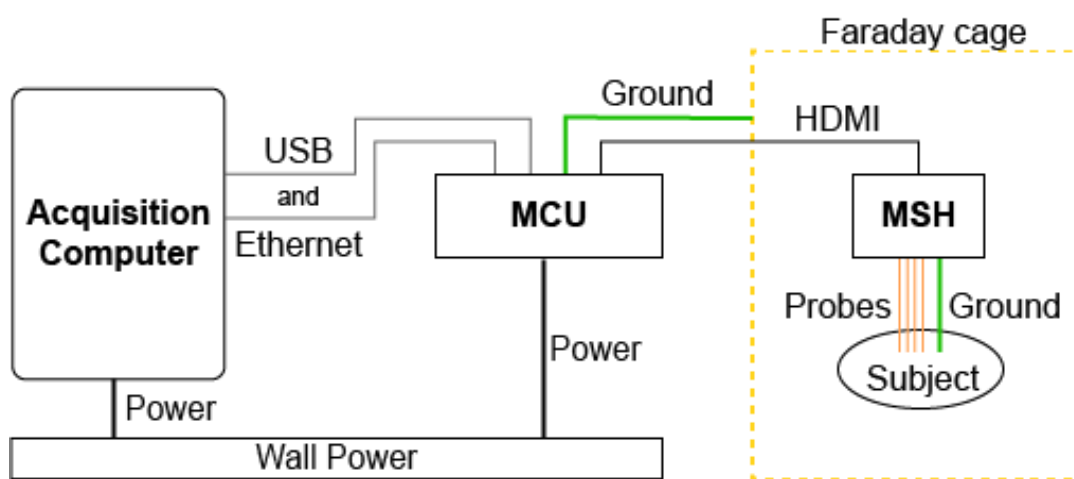 Faraday cage
Ground
HDMI
USB
and
Ethernet
Acquisition
Computer
MCU
MSH
Probes
Ground
Subject
Power
Power
Wall Power